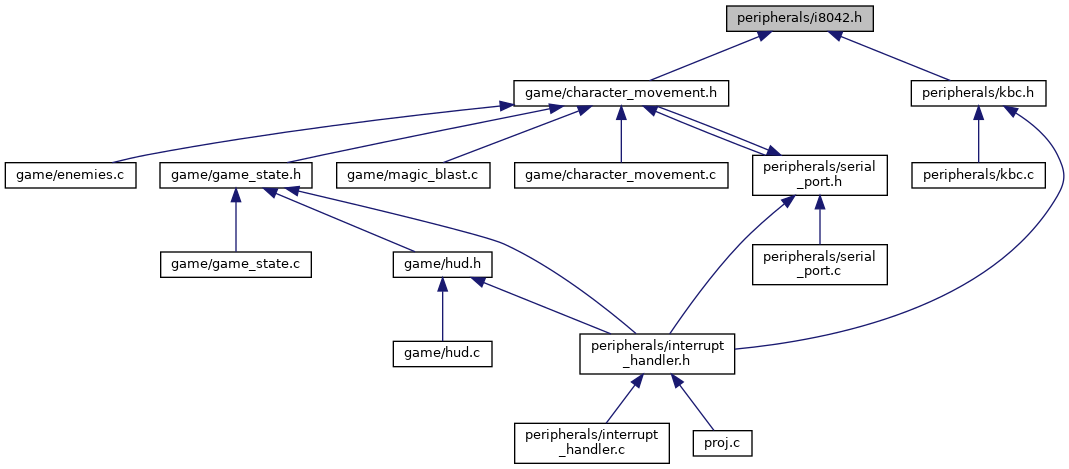 peripherals/i8042.h
game/character_movement.h
peripherals/kbc.h
game/enemies.c
game/game_state.h
game/magic_blast.c
game/character_movement.c
peripherals/serial
_port.h
peripherals/kbc.c
game/game_state.c
game/hud.h
peripherals/serial
_port.c
game/hud.c
peripherals/interrupt
_handler.h
peripherals/interrupt
_handler.c
proj.c